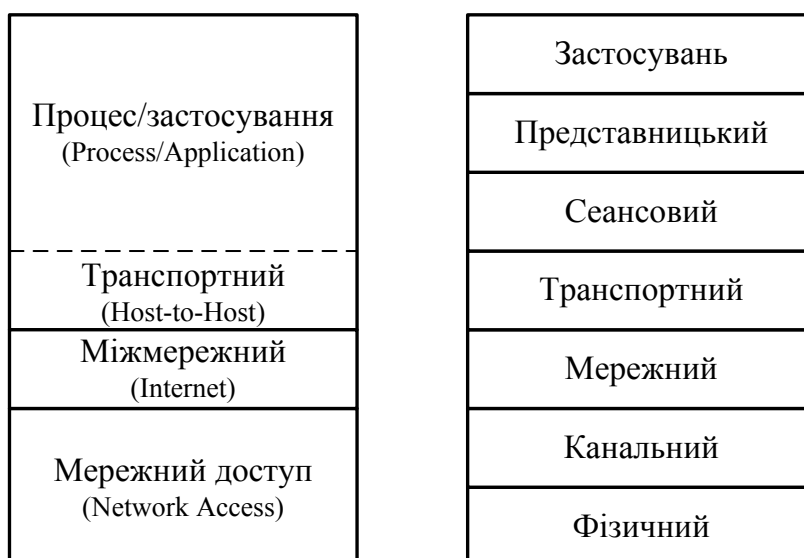 Процес/застосування
(Process/Application)
Транспортний
(Host-to-Host)
Міжмережний
(Internet)
Мережний доступ
(Network Access)
Застосувань
Представницький
Сеансовий
Транспортний
Мережний
Канальний
Фізичний